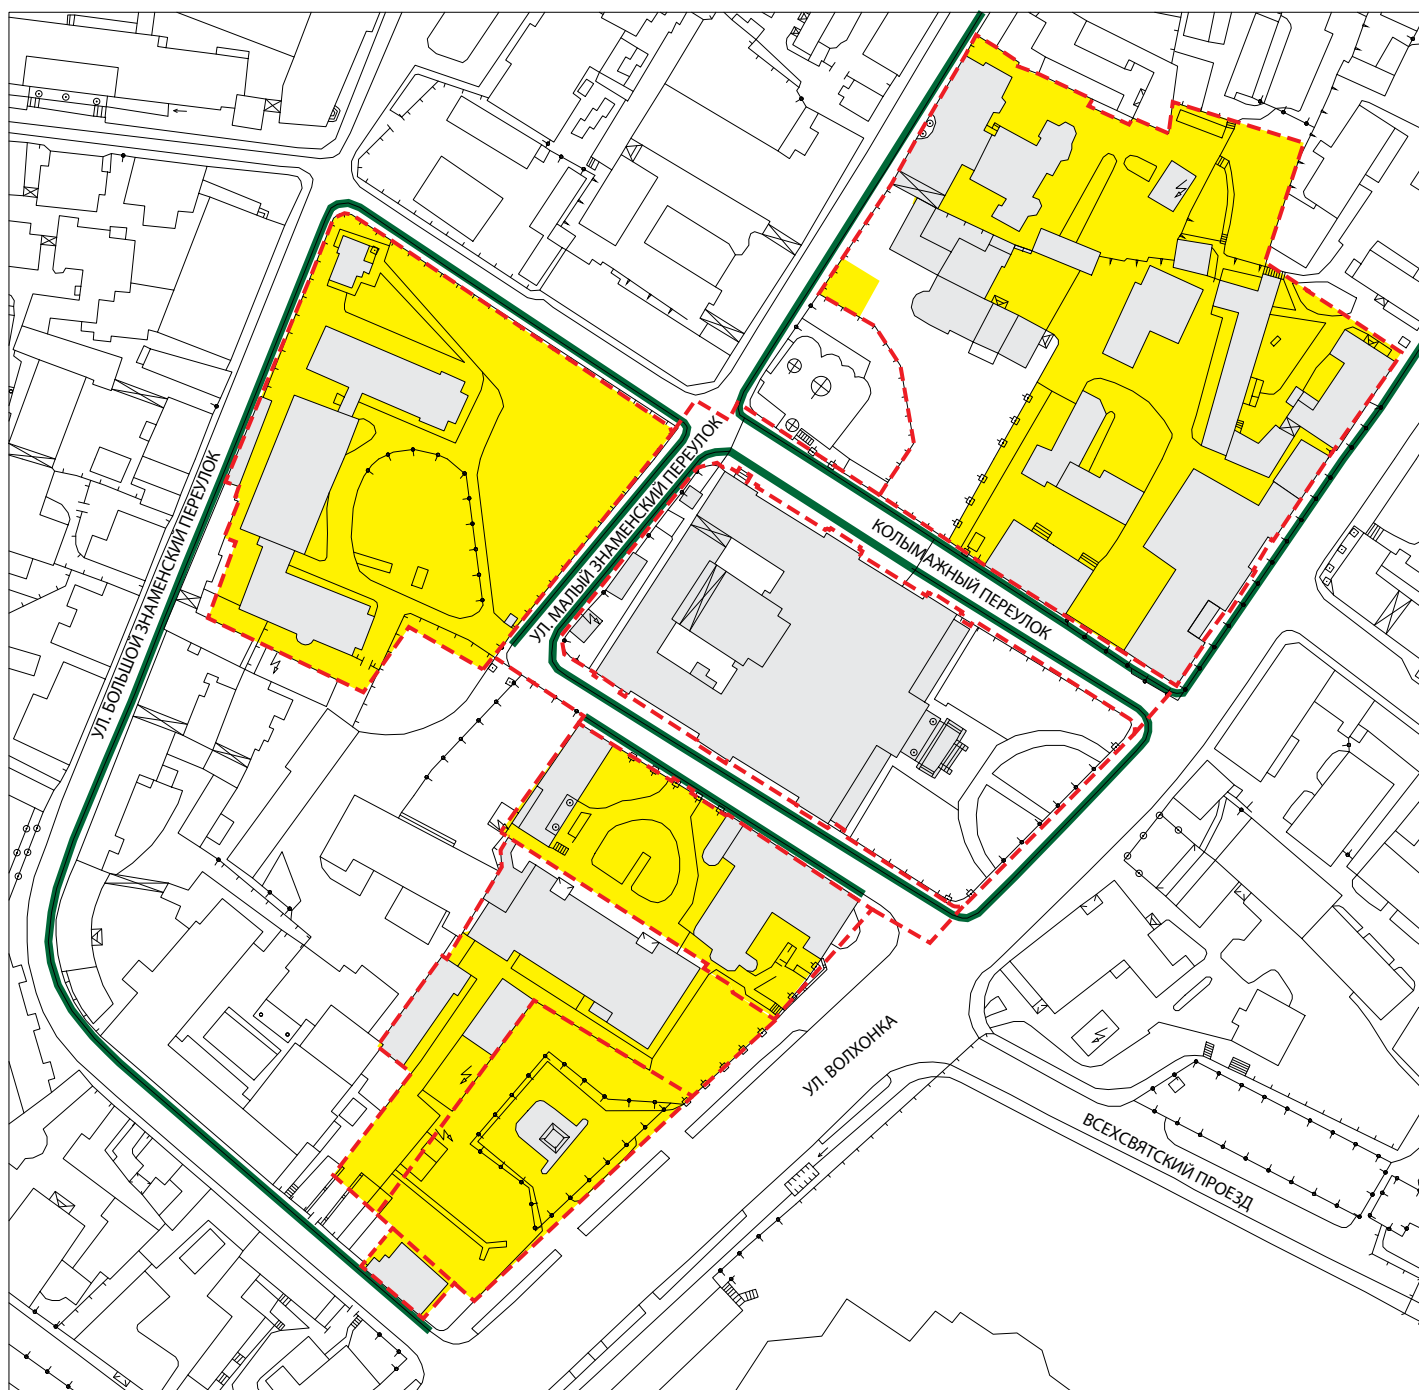 УЛ. БОЛЬШОЙ ЗНАМЕНСКИЙ ПЕРЕУЛОК
УЛ. МАЛЫЙ ЗНАМЕНСКИЙ ПЕРЕУЛОК
КОЛЫМАЖНЫЙ ПЕРЕУЛОК
УЛ. ВОЛХОНКА
ВСЕХСВЯТСКИЙ ПРОЕЗД